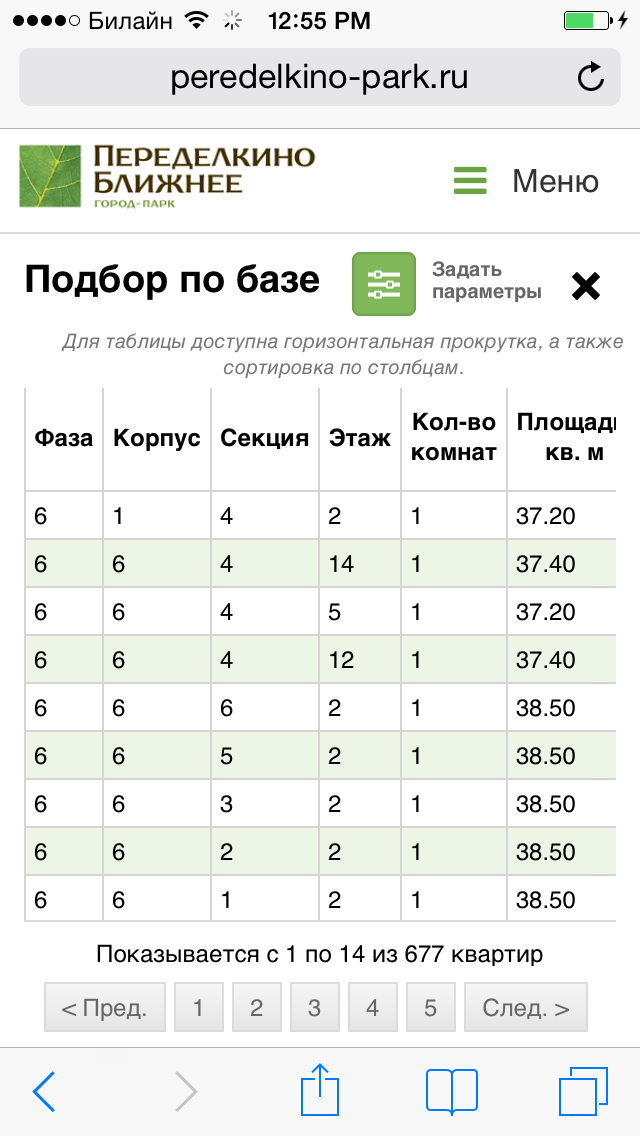 Билайн 12:55 PM
peredelkino-park.ru
ПЕРЕДЕЛКИНО
БЛИЖНЕЕ
ГОРОД-ПАРК
Меню
Подбор по базе
Задать
параметры
Для таблицы доступна горизонтальная прокрутка, а также
сортировка по столбцам.
Фаза Корпус Секция Этаж Кол-во комнат Площадь кв. м
6 1 4 2 1 37.20
6 6 4 14 1 37.40
6 6 4 5 1 37.20
6 6 4 12 1 37.40
6 6 6 2 1 38.50
6 6 5 2 1 38.50
6 6 3 2 1 38.50
6 6 2 2 1 38.50
6 6 1 2 1 38.50
Показывается с 1 по 14 из 677 квартир
< Пред. 1 2 3 4 5 След. >